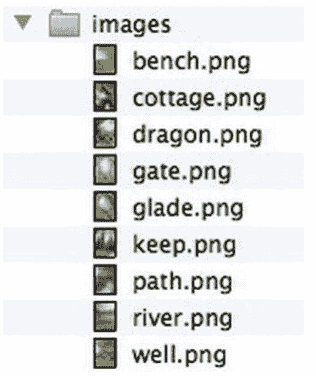 images
bench.png
cottage.png
dragon.png
gate.png
glade.png
keep.png
path.png
river.png
well.png